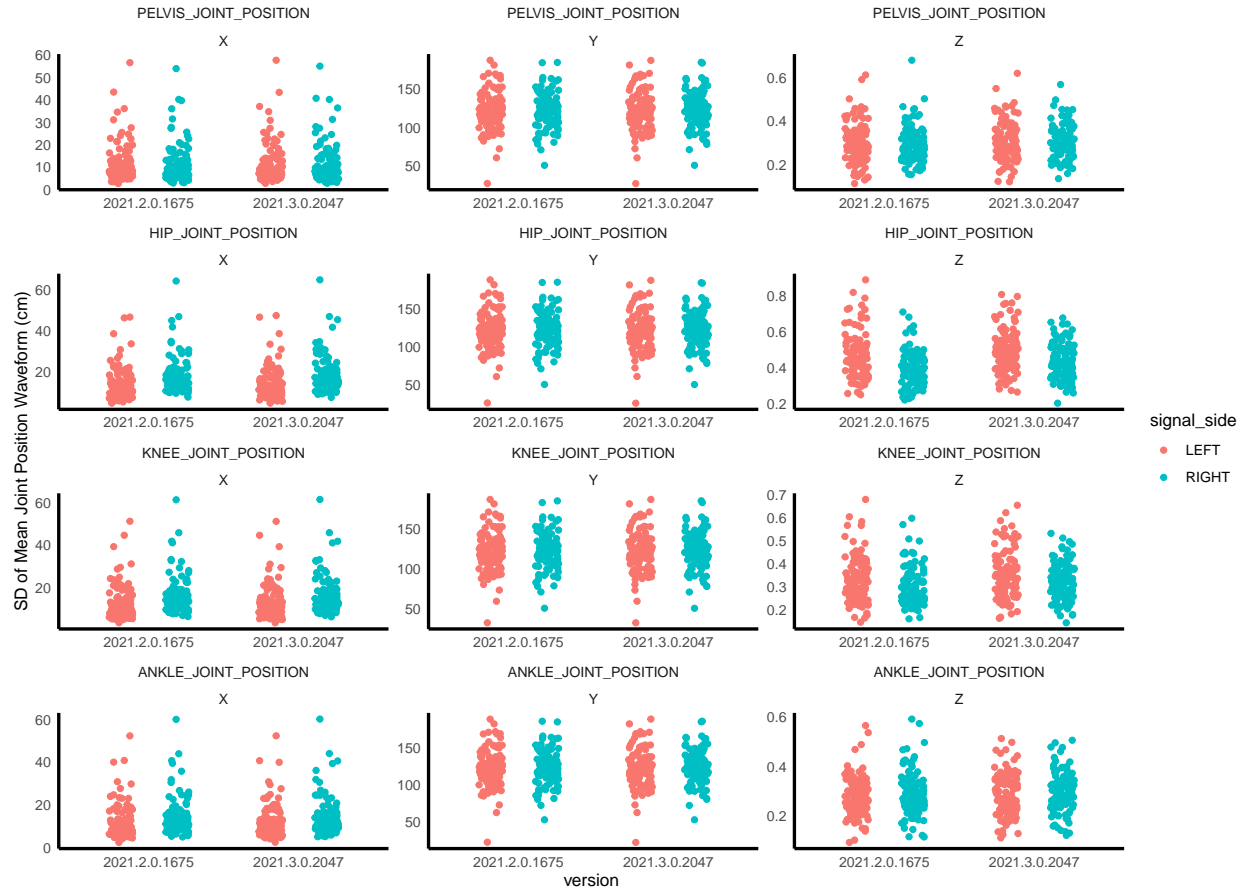 PELVIS_JOINT_POSITION PELVIS_JOINT_POSITION PELVIS_JOINT_POSITION
X Y Z
60
50
40
30
20
10
0
150
100
50
0.6
0.4
0.2
2021.2.0.1675 2021.3.0.2047 2021.2.0.1675 2021.3.0.2047 2021.2.0.1675 2021.3.0.2047
HIP_JOINT_POSITION HIP_JOINT_POSITION HIP_JOINT_POSITION
X Y Z
60
40
20
150
100
50
0.8
0.6
0.4
0.2
2021.2.0.1675 2021.3.0.2047 2021.2.0.1675 2021.3.0.2047 2021.2.0.1675 2021.3.0.2047
SD of Mean Joint Position Waveform (cm)
signal_side
LEFT
RIGHT
KNEE_JOINT_POSITION KNEE_JOINT_POSITION KNEE_JOINT_POSITION
X Y Z
60
40
20
150
100
50
0.7
0.6
0.5
0.4
0.3
0.2
2021.2.0.1675 2021.3.0.2047 2021.2.0.1675 2021.3.0.2047 2021.2.0.1675 2021.3.0.2047
ANKLE_JOINT_POSITION ANKLE_JOINT_POSITION ANKLE_JOINT_POSITION
X Y Z
60
40
20
0
150
100
50
0.6
0.4
0.2
2021.2.0.1675 2021.3.0.2047 2021.2.0.1675 2021.3.0.2047 2021.2.0.1675 2021.3.0.2047
version